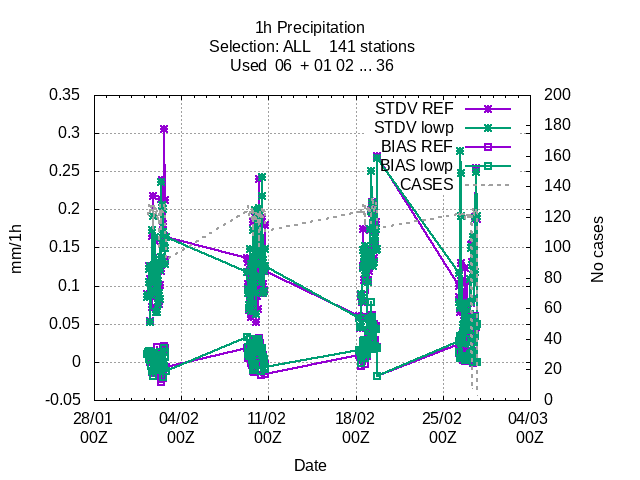 1h Precipitation
Selection: ALL    141 stations
Used  06  + 01 02 ... 36
0.35
0.3
0.25
0.2
0.15
0.1
0.05
0
-0.05
mm/1h
200
180
160
140
120
100
80
60
40
20
0
No cases
STDV REF
STDV lowp
BIAS REF
BIAS lowp
CASES
28/01 04/02 11/02 18/02 25/02 04/03
00Z 00Z 00Z 00Z 00Z 00Z
Date